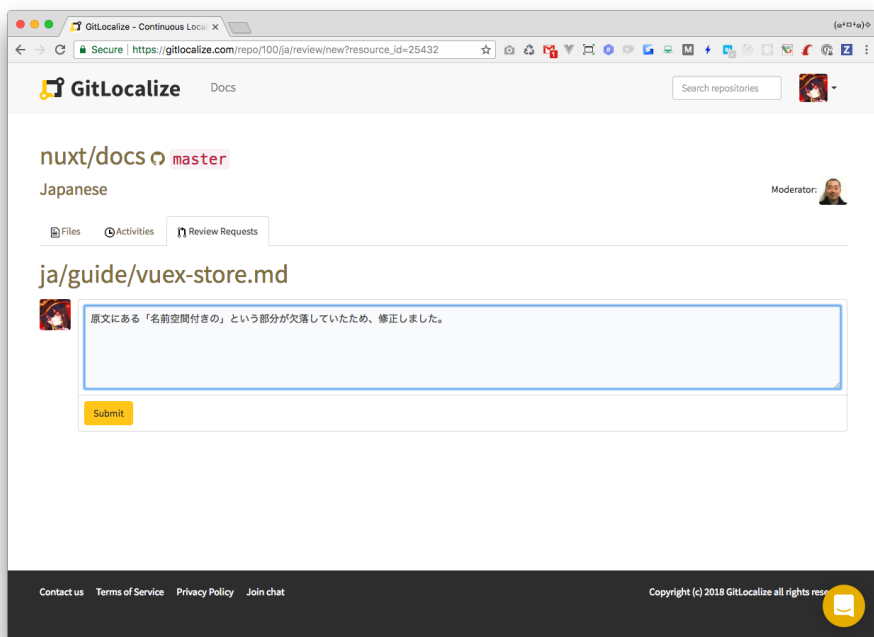 GitLocalize - Continuous Local
Secure | https://gitlocalize.com/repo/100/ja/review/new?resource_id=25432
GitLocalize Docs Search repositories
nuxt/docs master
Japanese Moderator:
Files Activities Review Requests
ja/guide/vuex-store.md
原文にある「名前空間付きの」という部分が欠落していたため、修正しました。
Submit
Contact us Terms of Service Privacy Policy Join chat Copyright (c) 2018 GitLocalize all rights